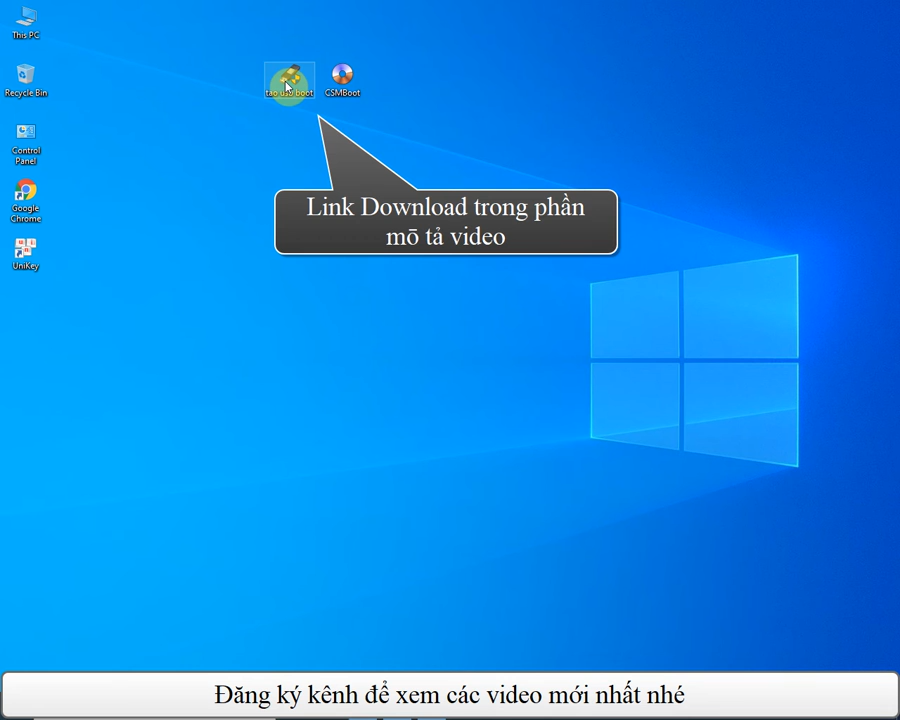 This PC
Recycle Bin
Control
Panel
Google
Chrome
UniKey
tao usb boot
CSMBoot
Link Download trong phần
mō tả video
Đăng ký kênh để xem các video mới nhất nhé